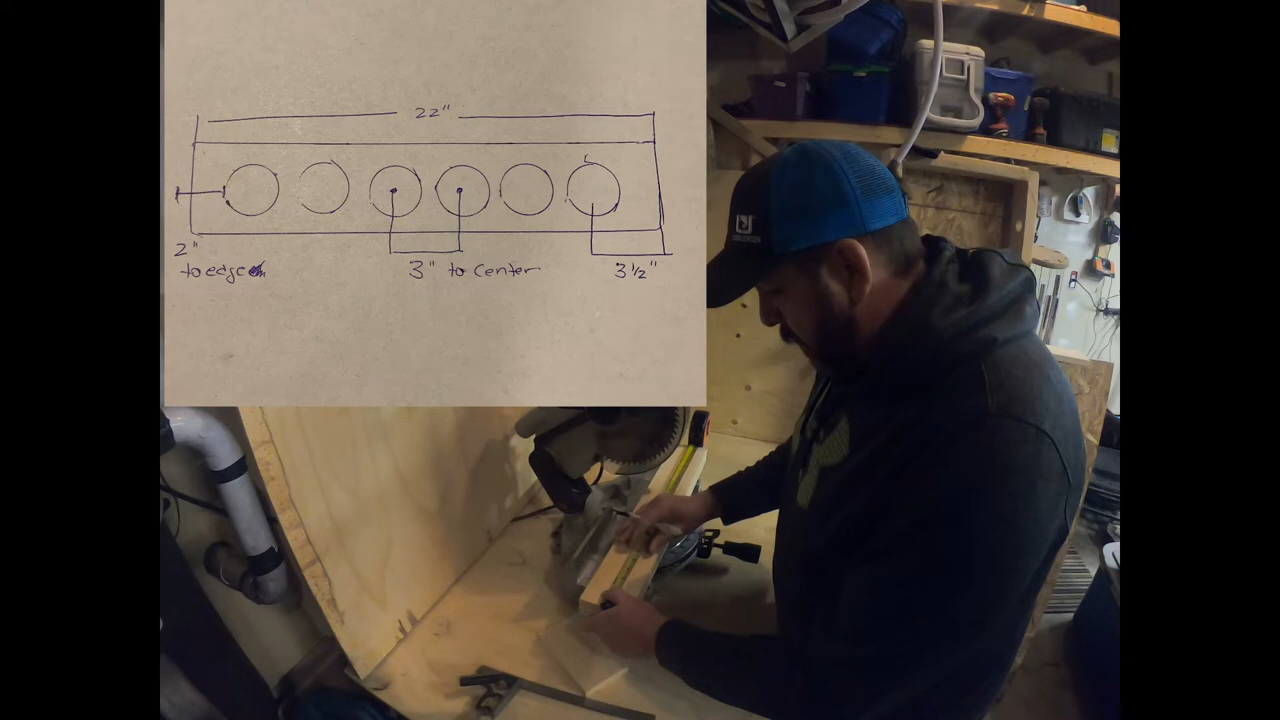 22"
2"
to edge
3" to center
3 1/2"